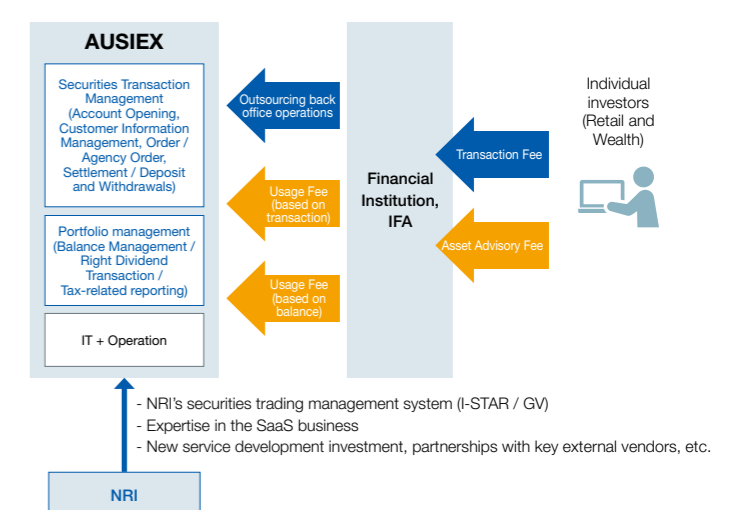 AUSIEX
Securities Transaction
Management
(Account Opening,
Customer Information
Management, Order /
Agency Order,
Settlement / Deposit
and Withdrawals)
Portfolio management
(Balance Management /
Right Dividend
Transaction /
Tax-related reporting)
IT + Operation
Outsourcing back
office operations
Usage Fee
(based on
transaction)
Usage Fee
(based on
balance)
Financial
Institution,
IFA
Transaction Fee
Asset Advisory Fee
Individual
investors
(Retail and
Wealth)
- NRI's securities trading management system (I-STAR / GV)
- Expertise in the SaaS business
- New service development investment, partnerships with key external vendors, etc.
NRI